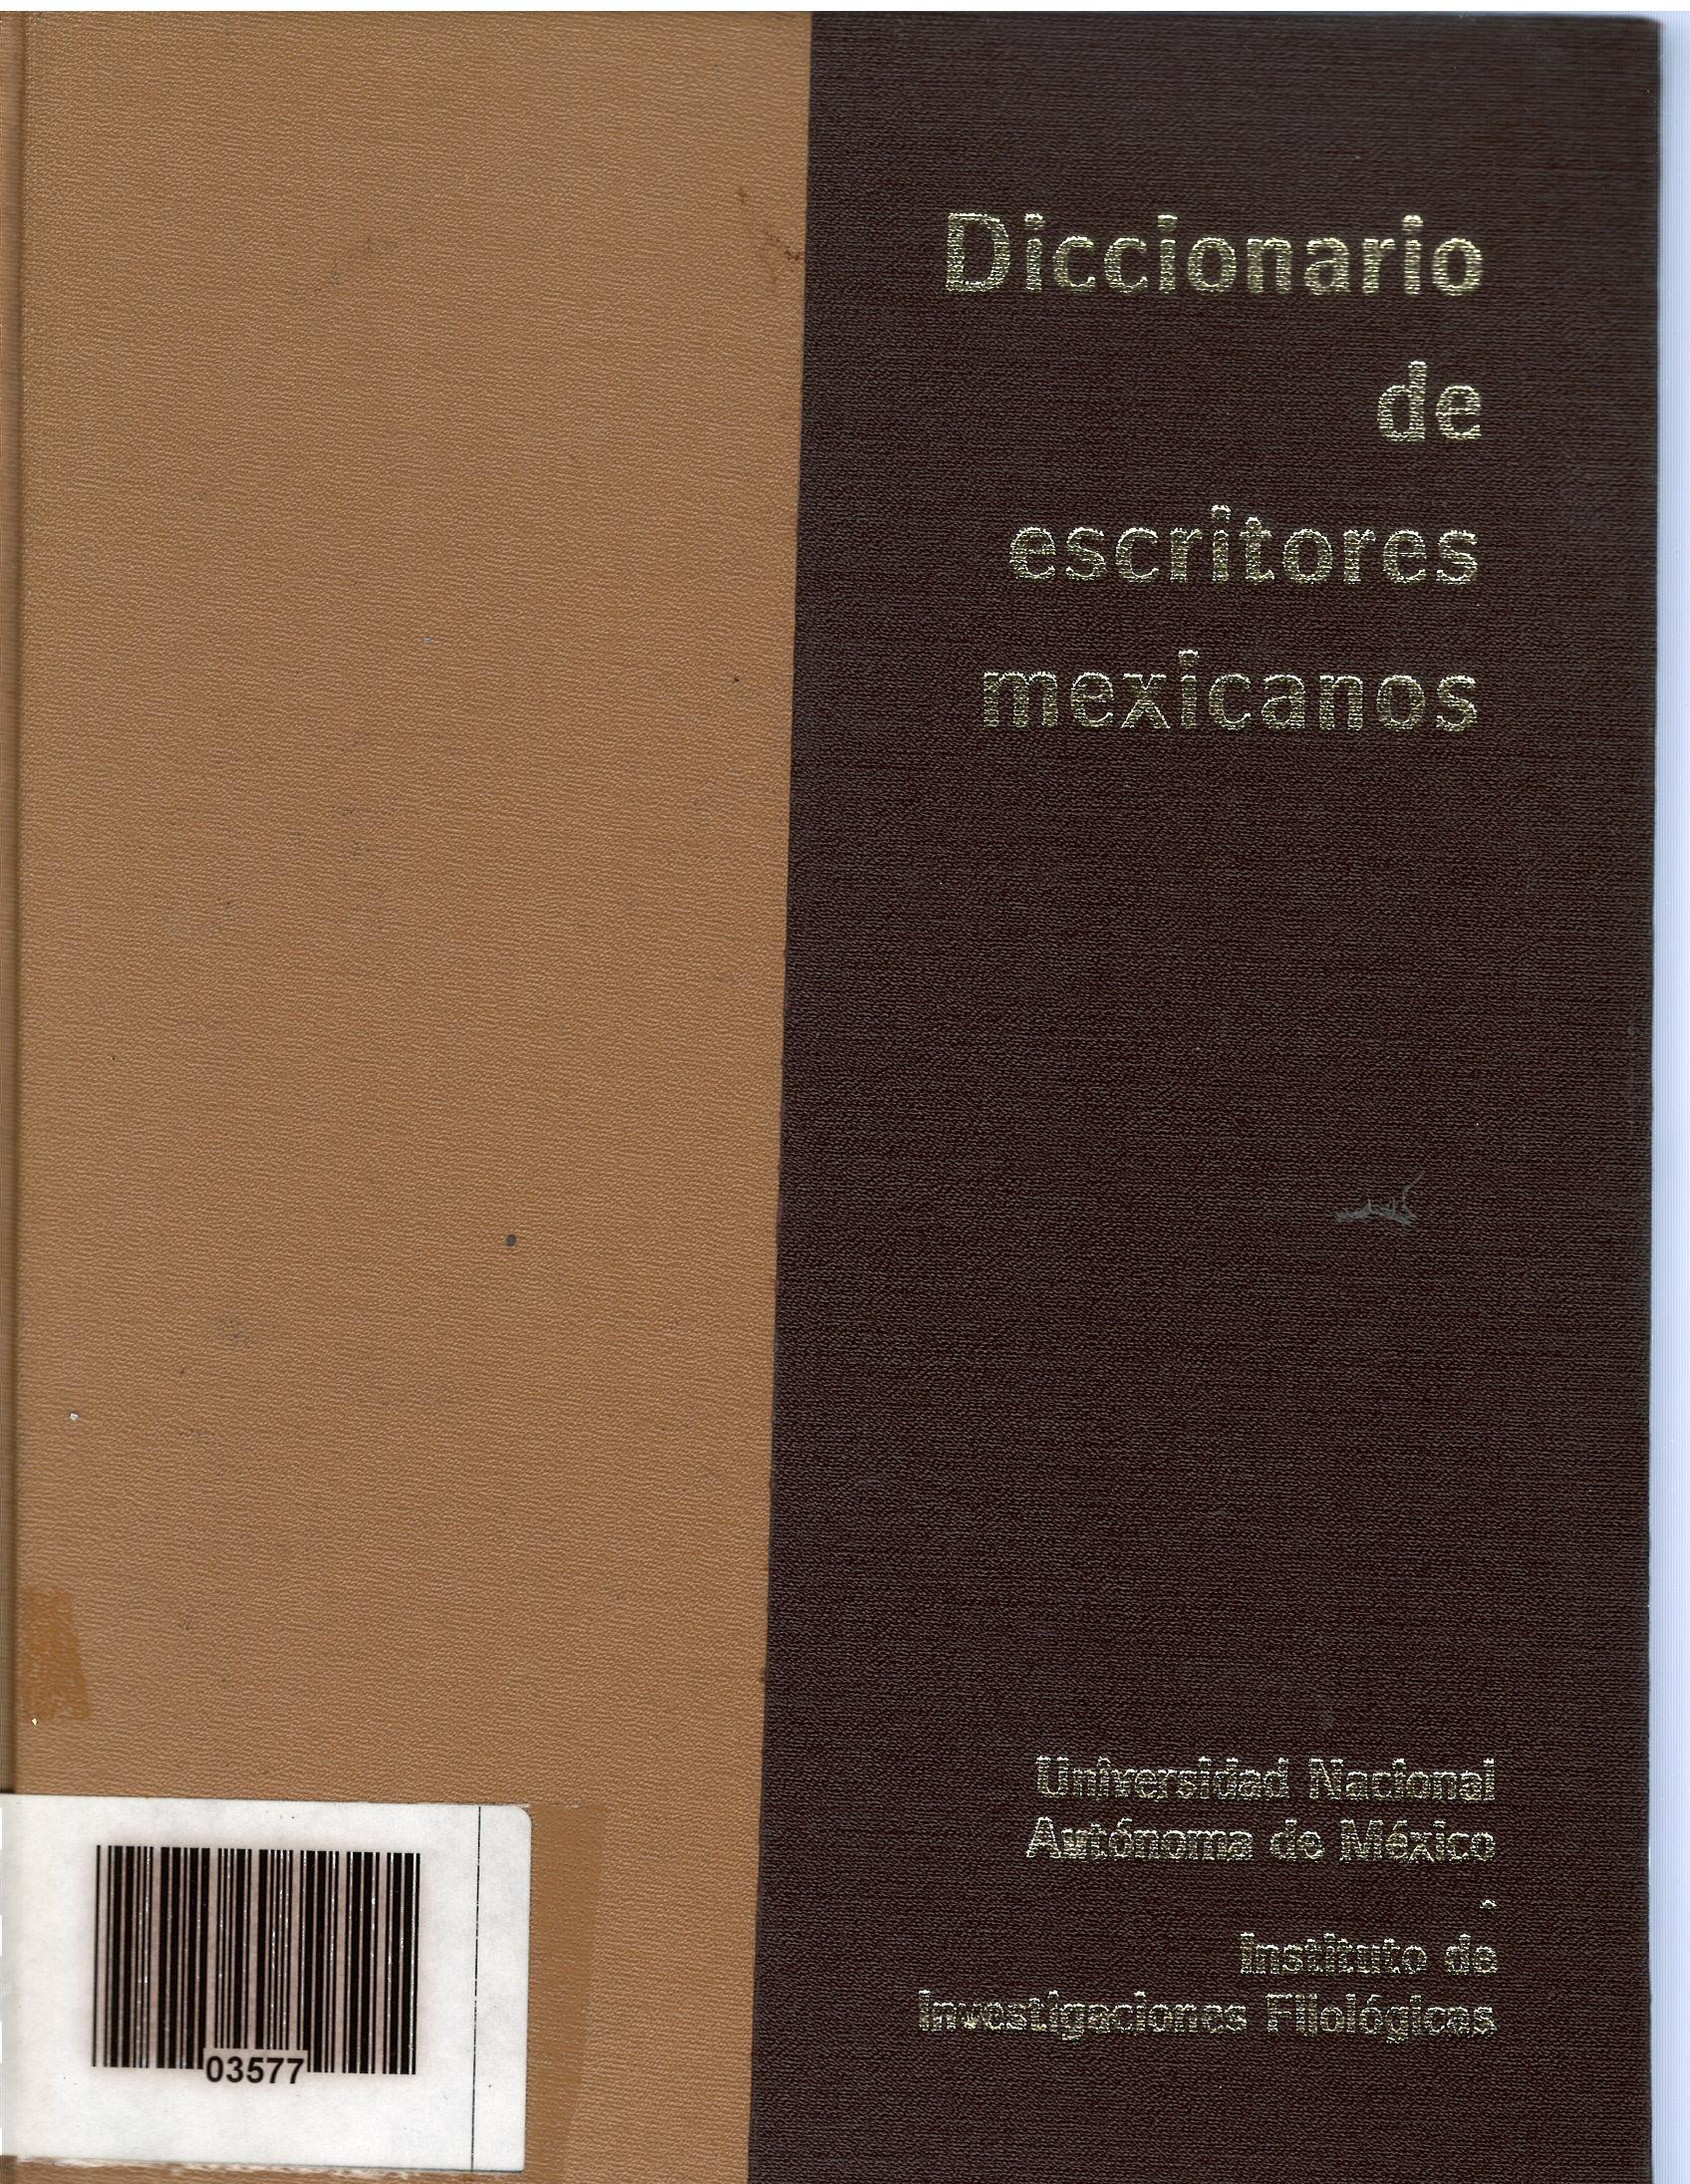 Diccionario
de
escritores
mexicanos
Universidad Nacional
Autónoma de México
-
Instituto de
Investigaciones Filológicas
03577